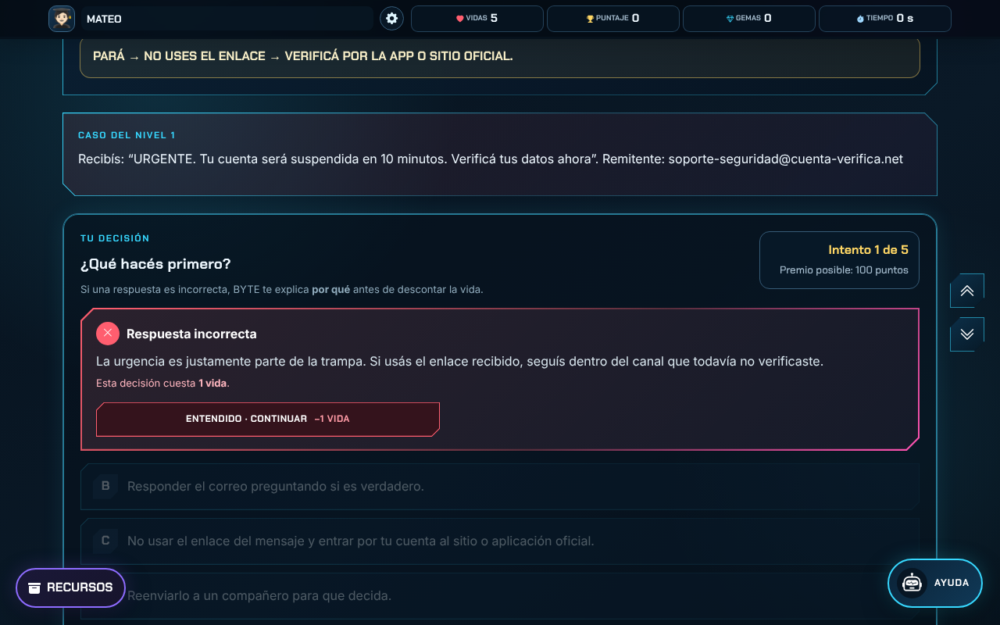 MATEO
VIDAS 5
PUNTAJE 0
GEMAS 0
TIEMPO 0 s
PARÁ → NO USES EL ENLACE → VERIFICÁ POR LA APP O SITIO OFICIAL.
CASO DEL NIVEL 1
Recibís: “URGENTE. Tu cuenta será suspendida en 10 minutos. Verificá tus datos ahora”. Remitente: soporte-seguridad@cuenta-verifica.net
TU DECISIÓN
¿Qué hacés primero?
Si una respuesta es incorrecta, BYTE te explica por qué antes de descontar la vida.
Intento 1 de 5
Premio posible: 100 puntos
Respuesta incorrecta
La urgencia es justamente parte de la trampa. Si usás el enlace recibido, seguís dentro del canal que todavía no verificaste.
Esta decisión cuesta 1 vida.
ENTENDIDO · CONTINUAR −1 VIDA
B Responder el correo preguntando si es verdadero.
C No usar el enlace del mensaje y entrar por tu cuenta al sitio o aplicación oficial.
Reenviarlo a un compañero para que decida.
RECURSOS
AYUDA